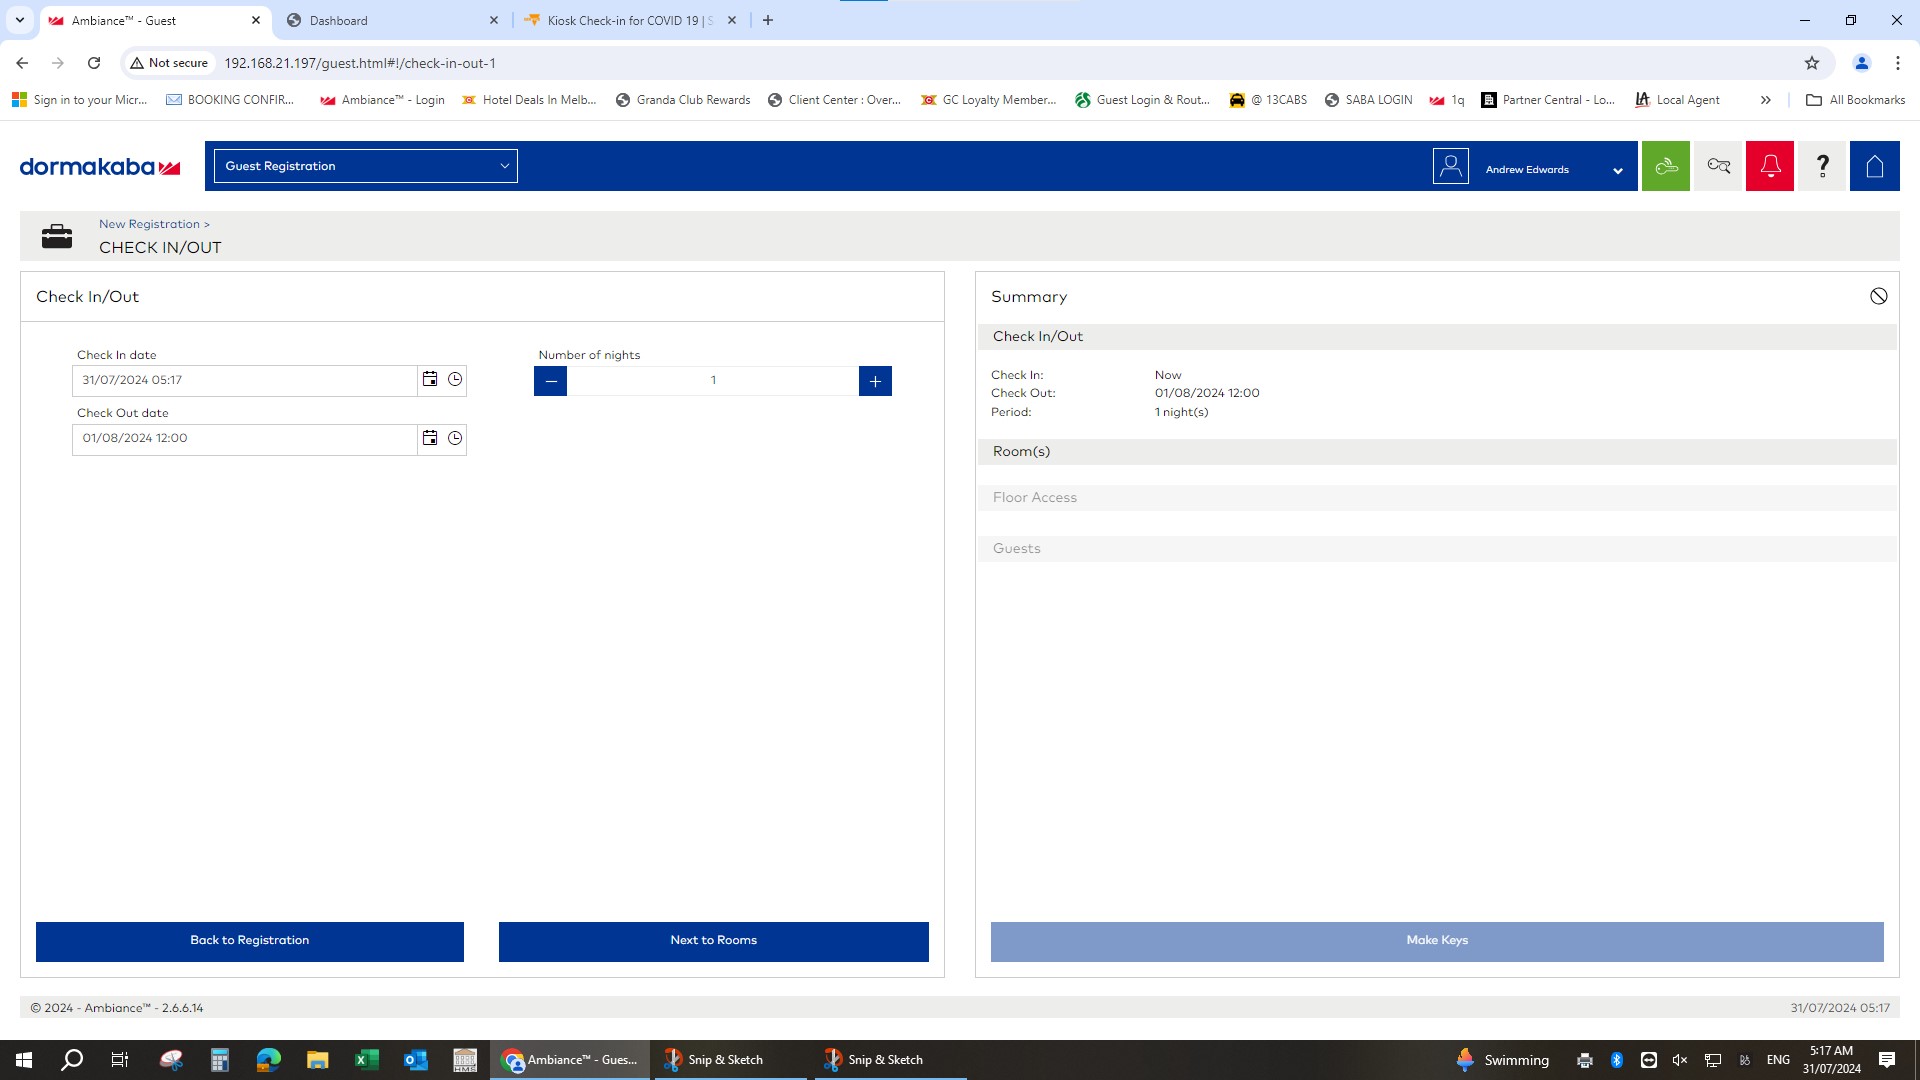 Ambiance™ - Guest
Dashboard
Kiosk Check-in for COVID 19 | S
Not secure
192.168.21.197/guest.html#!/check-in-out-1
Sign in to your Micr...
BOOKING CONFIR...
Ambiance™ - Login
Hotel Deals In Melb...
Granda Club Rewards
Client Center : Over...
GC Loyalty Member...
Guest Login & Rout...
@ 13CABS
SABA LOGIN
1q
Partner Central - Lo...
Local Agent
All Bookmarks
dormakaba
Guest Registration
Andrew Edwards
New Registration >
CHECK IN/OUT
Check In/Out
Check In date
31/07/2024 05:17
Number of nights
1
Check Out date
01/08/2024 12:00
Back to Registration
Next to Rooms
Summary
Check In/Out
Check In: Now
Check Out: 01/08/2024 12:00
Period: 1 night(s)
Room(s)
Floor Access
Guests
Make Keys
© 2024 - Ambiance™ - 2.6.6.14
31/07/2024 05:17
HMS
Ambiance™ - Gues...
Snip & Sketch
Snip & Sketch
Swimming
ENG
5:17 AM
31/07/2024